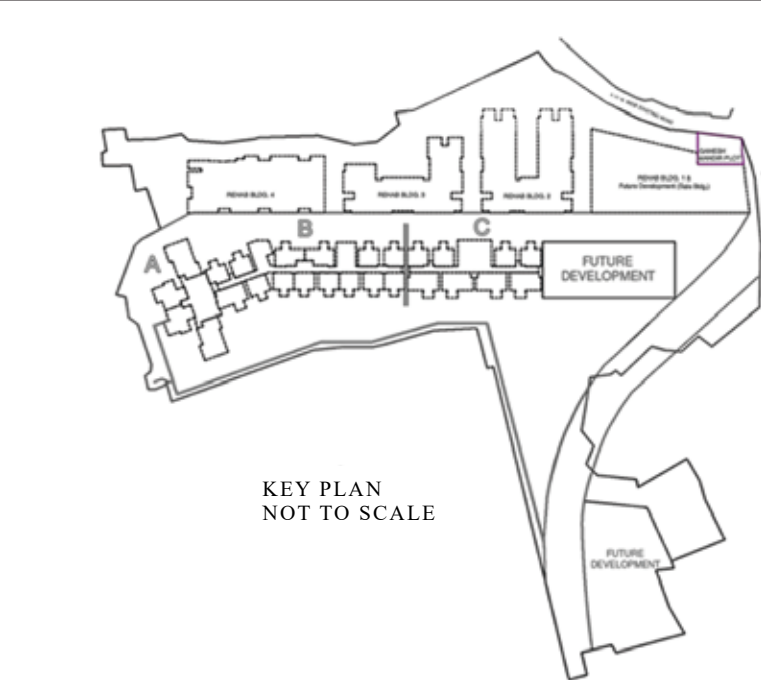 GANESH
MANDIR PLOT
REHAB BLDG. 1 &
Future Development (Sale Bldg.)
REHAB BLDG. 4
REHAB BLDG. 3
REHAB BLDG. 2
B
C
A
FUTURE
DEVELOPMENT
KEY PLAN
NOT TO SCALE
FUTURE
DEVELOPMENT